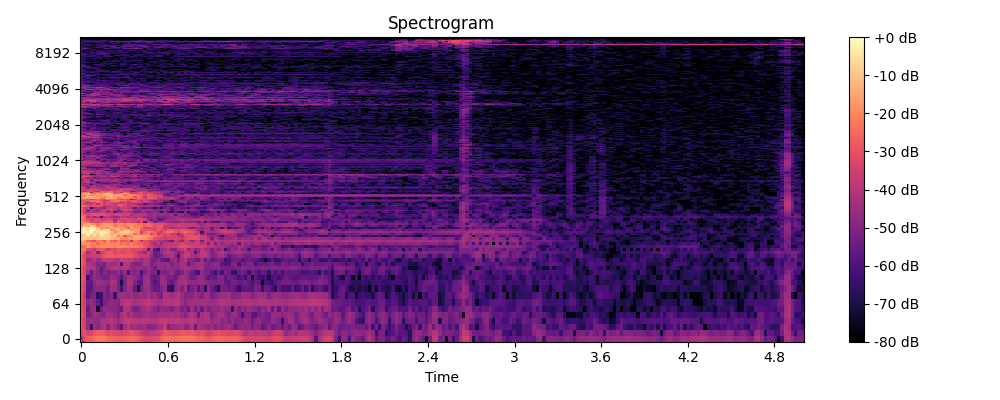 Spectrogram
Frequency
8192
4096
2048
1024
512
256
128
64
0
0
0.6
1.2
1.8
2.4
3
3.6
4.2
4.8
Time
+0 dB
-10 dB
-20 dB
-30 dB
-40 dB
-50 dB
-60 dB
-70 dB
-80 dB